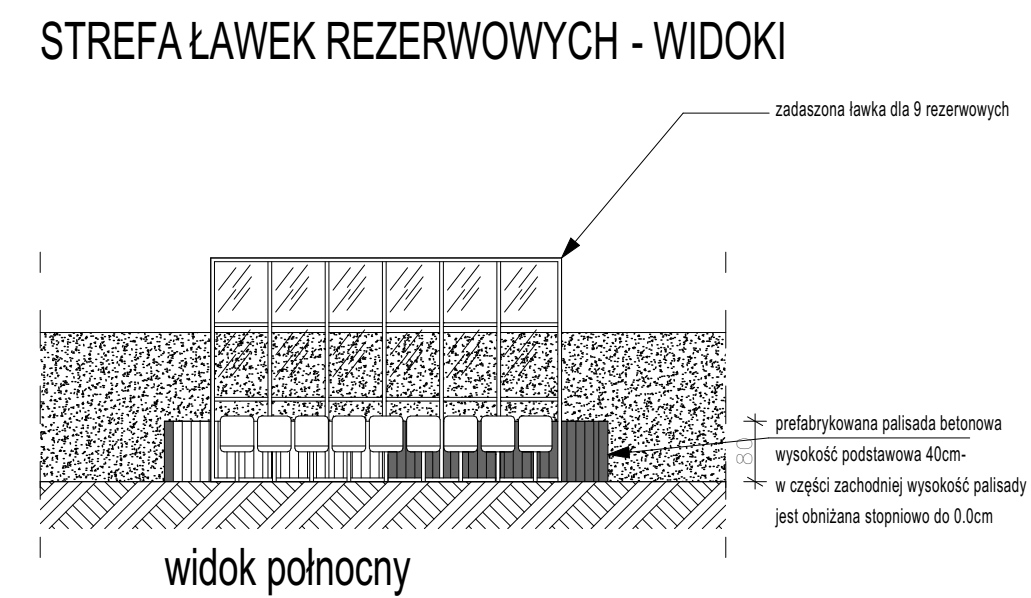 STREFA ŁAWEK REZERWOWYCH - WIDOKI
zadaszona ławka dla 9 rezerwowych
prefabrykowana palisada betonowa
wysokość podstawowa 40cm-
w części zachodniej wysokość palisady
jest obniżana stopniowo do 0.0cm
80
widok północny